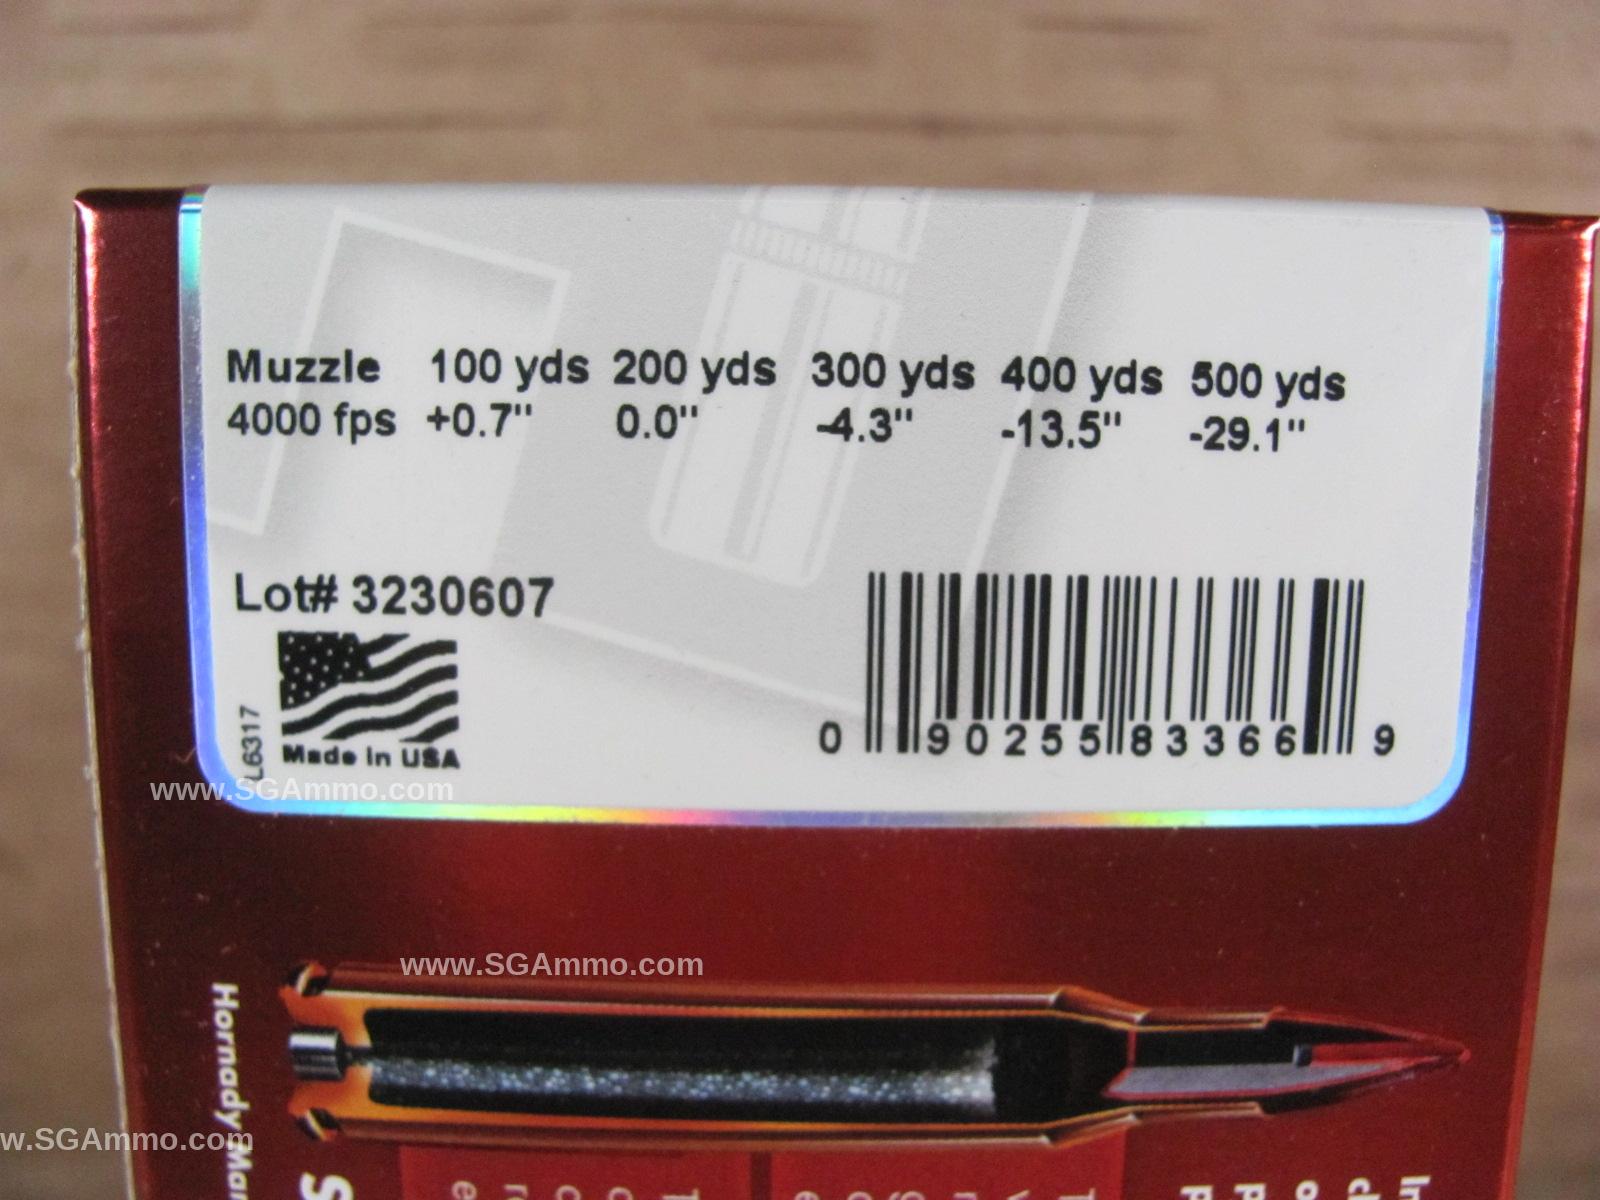 Muzzle 100 yds 200 yds 300 yds 400 yds 500 yds
4000 fps +0.7" 0.0" -4.3" -13.5" -29.1"
Lot# 3230607
L6317
Made In USA
0 90255 83366 9
www.SGAmmo.com
www.SGAmmo.com
w.SGAmmo.com
Hornady